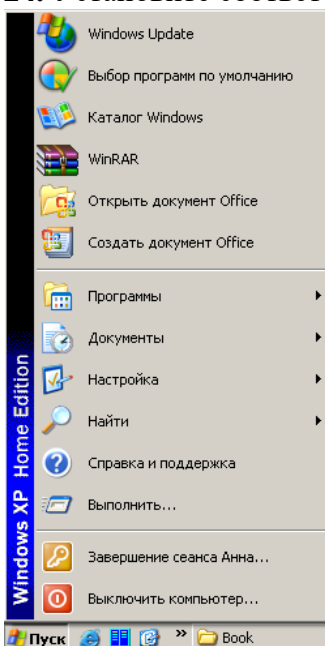 Windows Update
Выбор программ по умолчанию
Каталог Windows
WinRAR
Открыть документ Office
Создать документ Office
Программы
Документы
Настройка
Найти
Справка и поддержка
Выполнить...
Завершение сеанса Анна...
Выключить компьютер...
Windows XP Home Edition
Пуск » Book